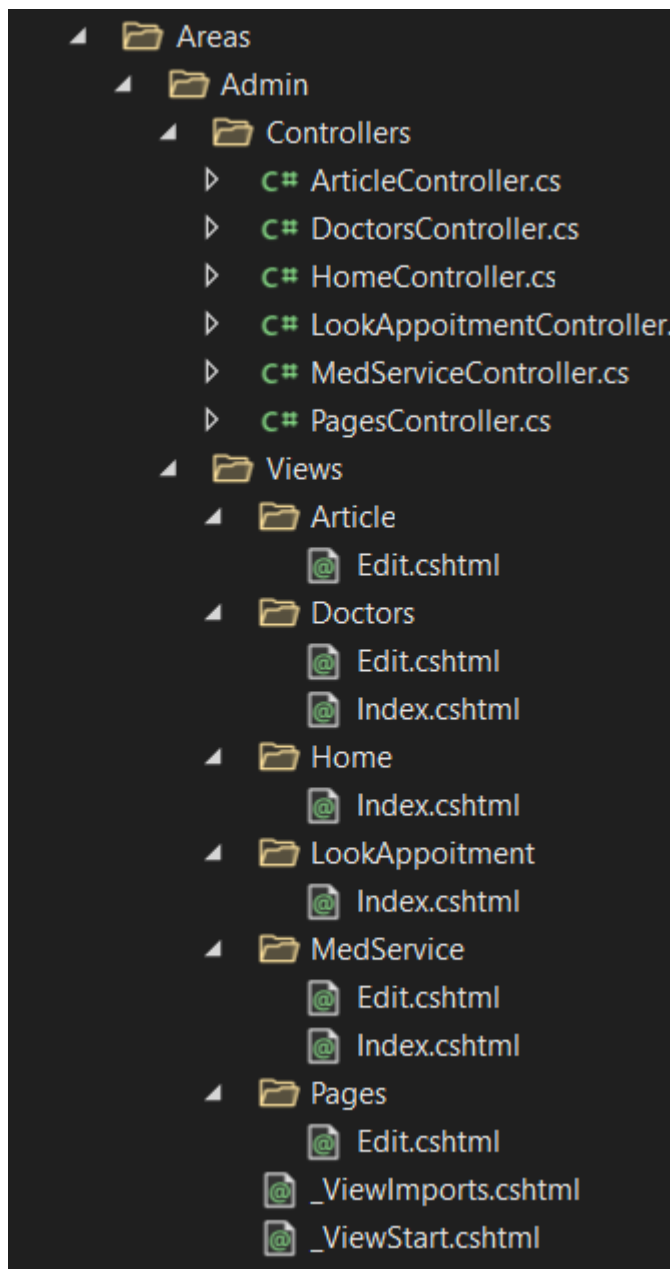 Areas
Admin
Controllers
C# ArticleController.cs
C# DoctorsController.cs
C# HomeController.cs
C# LookAppoitmentController.
C# MedServiceController.cs
C# PagesController.cs
Views
Article
@ Edit.cshtml
Doctors
@ Edit.cshtml
@ Index.cshtml
Home
@ Index.cshtml
LookAppoitment
@ Index.cshtml
MedService
@ Edit.cshtml
@ Index.cshtml
Pages
@ Edit.cshtml
@ _ViewImports.cshtml
@ _ViewStart.cshtml